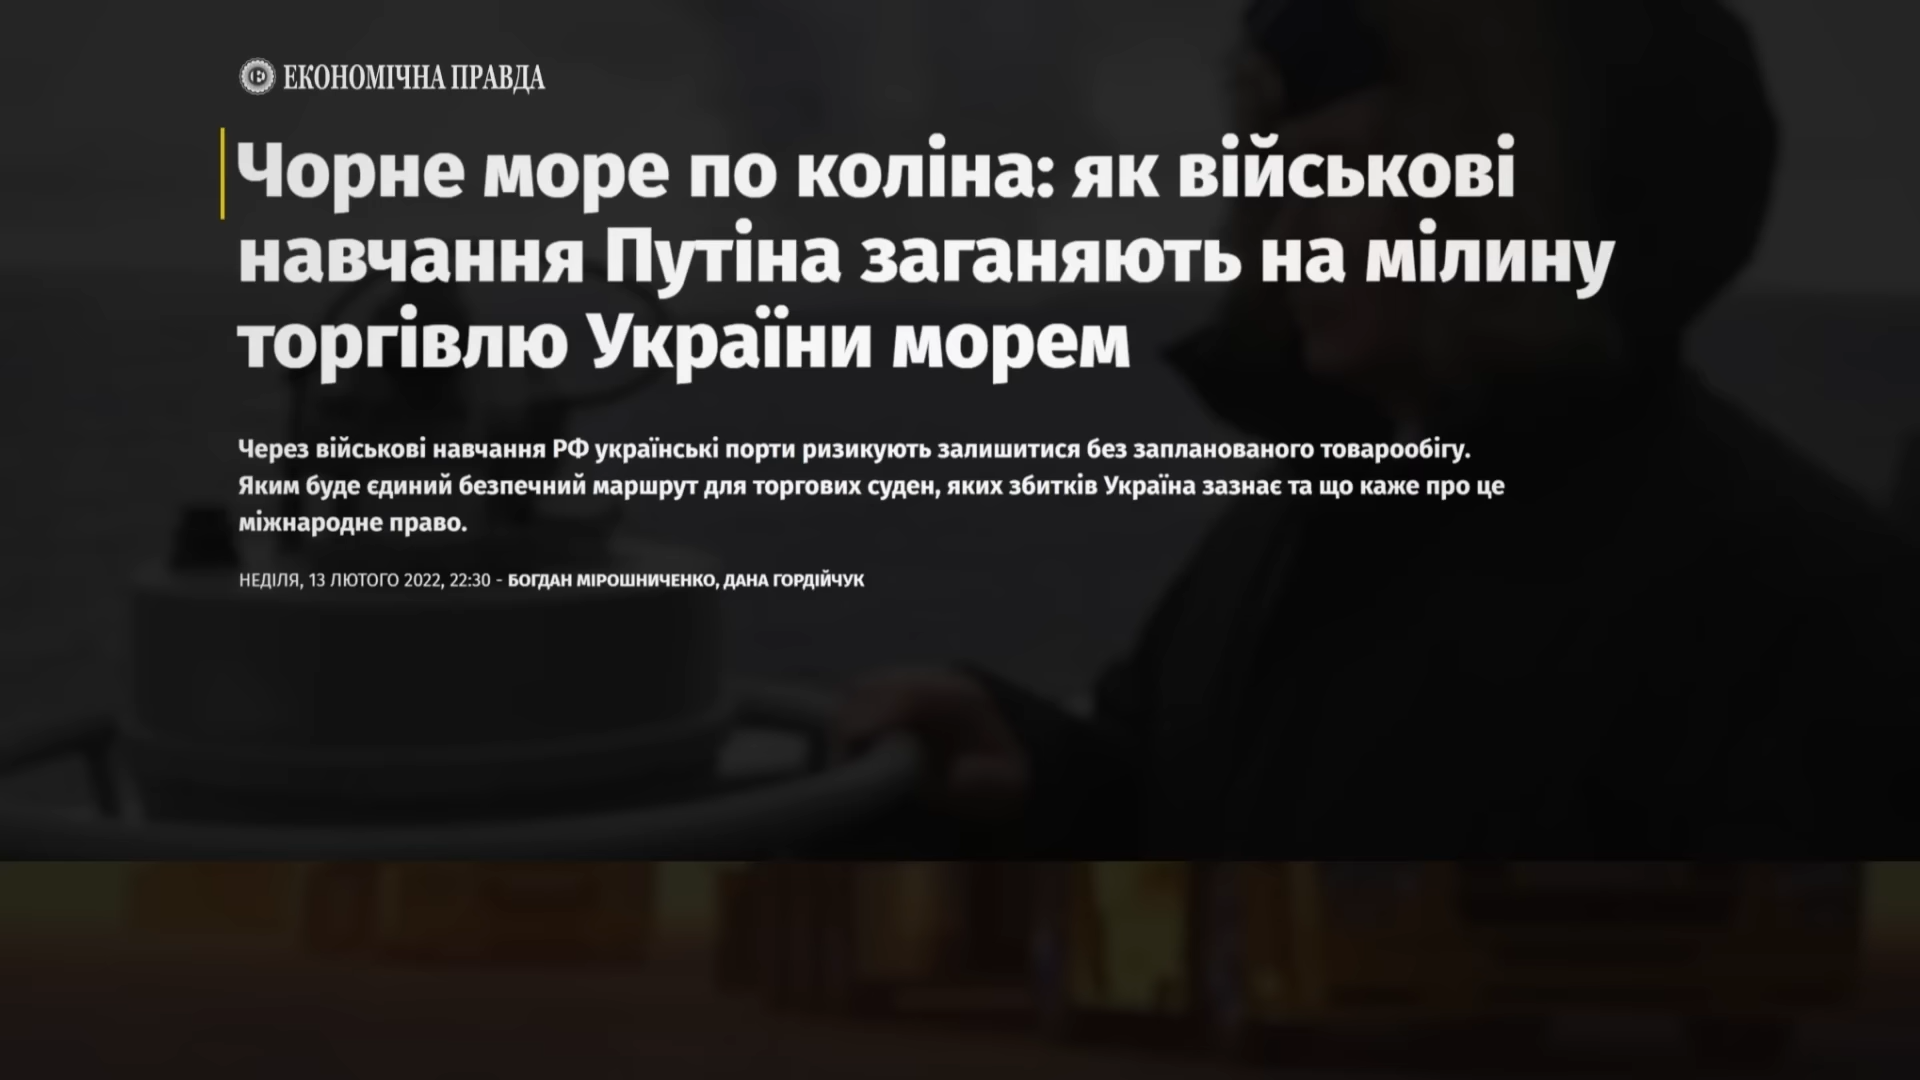 ЕКОНОМІЧНА ПРАВДА
Чорне море по коліна: як військові
навчання Путіна заганяють на мілину
торгівлю України морем
Через військові навчання РФ українські порти ризикують залишитися без запланованого товарообігу.
Яким буде єдиний безпечний маршрут для торгових суден, яких збитків Україна зазнає та що каже про це
міжнародне право.
НЕДІЛЯ, 13 ЛЮТОГО 2022, 22:30 - БОГДАН МІРОШНИЧЕНКО, ДАНА ГОРДІЙЧУК